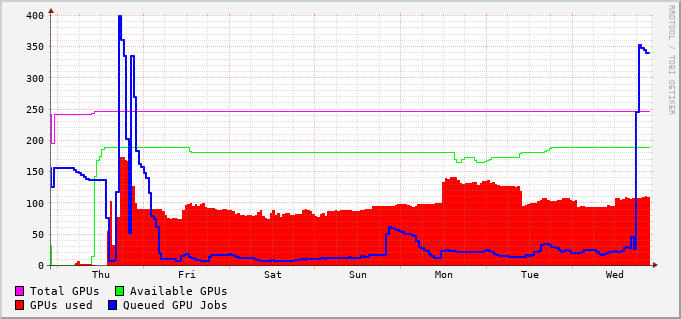 400
350
300
250
200
150
100
50
0
Thu Fri Sat Sun Mon Tue Wed
Total GPUs Available GPUs
GPUs used Queued GPU Jobs
RRDTOOL / TOBI OETIKER